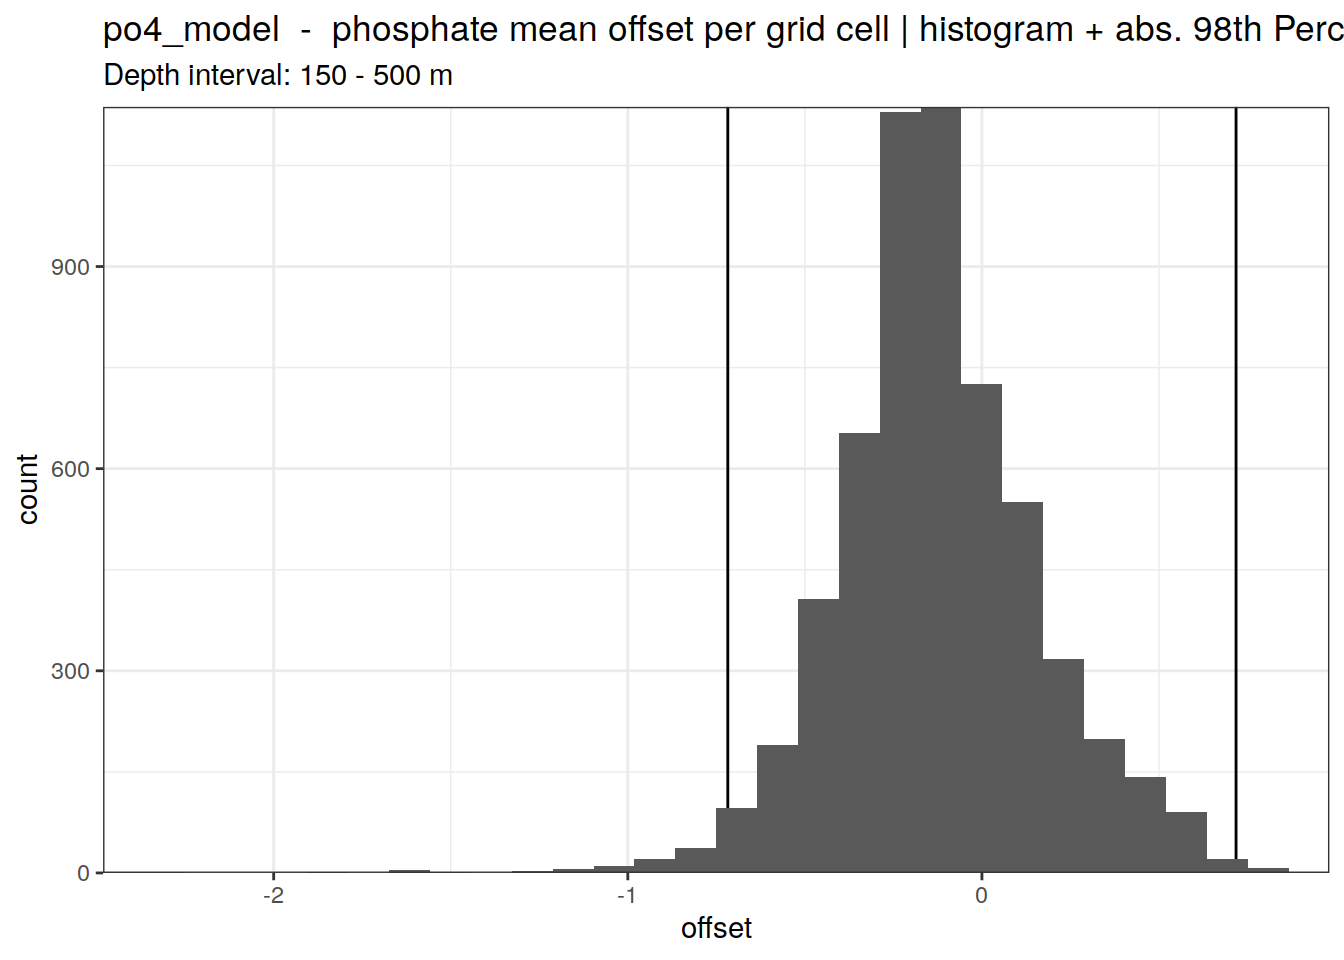 po4_model  -  phosphate mean offset per grid cell | histogram + abs. 98th Perc
Depth interval: 150 - 500 m
900
600
300
0
count
-2
-1
0
offset